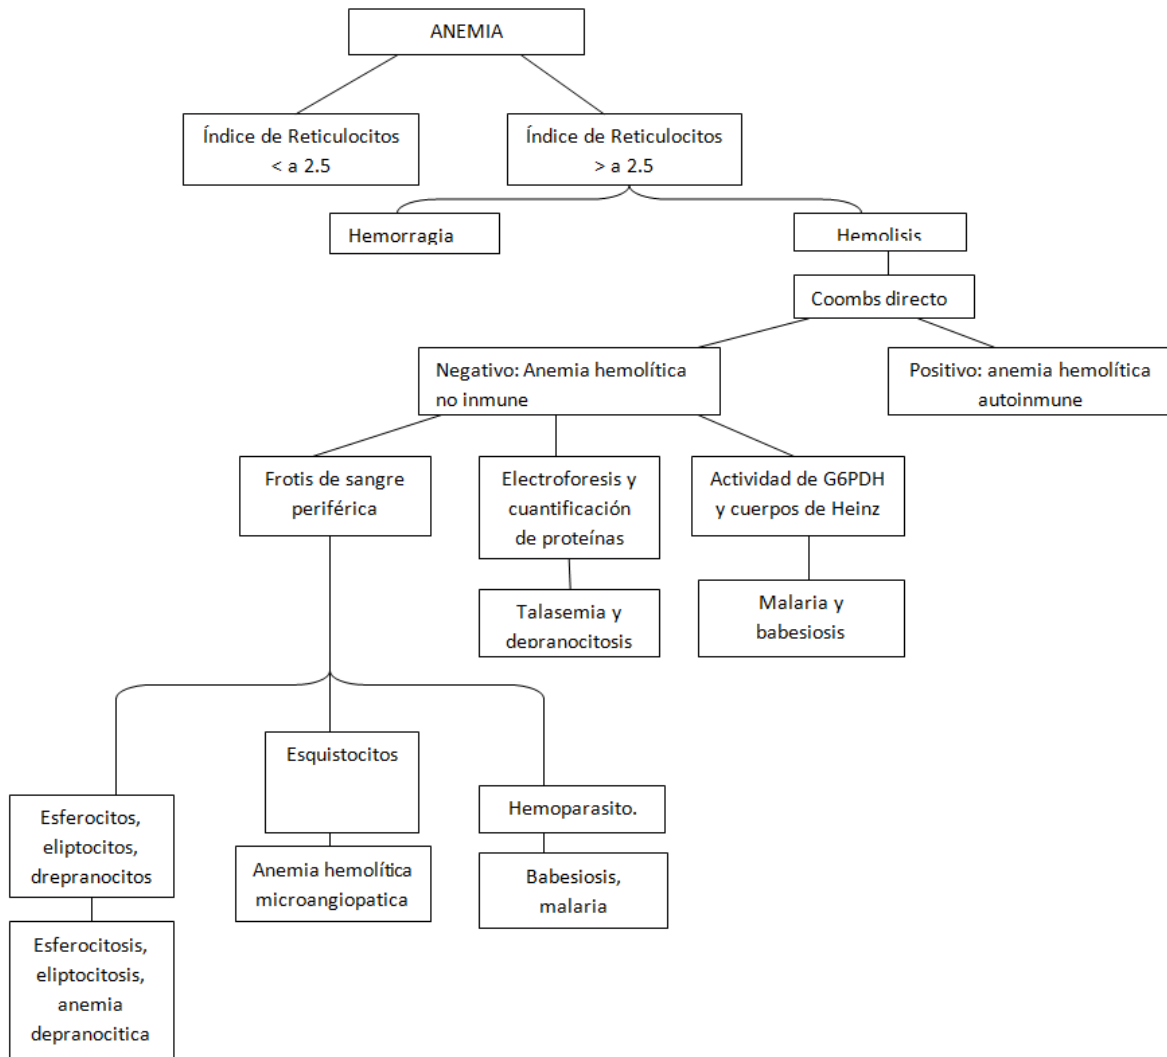 ANEMIA
Índice de Reticulocitos
< a 2.5
Índice de Reticulocitos
> a 2.5
Hemorragia
Hemolisis
Coombs directo
Negativo: Anemia hemolítica
no inmune
Positivo: anemia hemolítica
autoinmune
Frotis de sangre
periférica
Electroforesis y
cuantificación
de proteínas
Actividad de G6PDH
y cuerpos de Heinz
Talasemia y
depranocitosis
Malaria y
babesiosis
Esferocitos,
eliptocitos,
drepranocitos
Esquistocitos
Hemoparasito.
Anemia hemolítica
microangiopatica
Babesiosis,
malaria
Esferocitosis,
eliptocitosis,
anemia
depranocitica